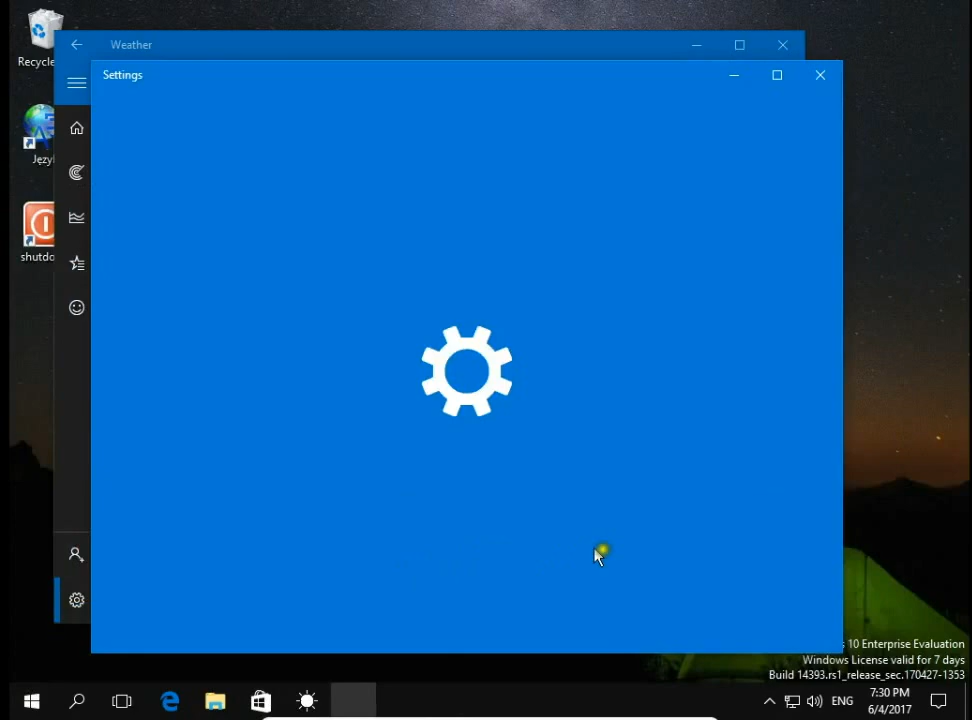 Recycle
Weather
Settings
Języ
shutdo
10 Enterprise Evaluation
Windows License valid for 7 days
Build 14393.rs1_release_sec.170427-1353
ENG
7:30 PM
6/4/2017